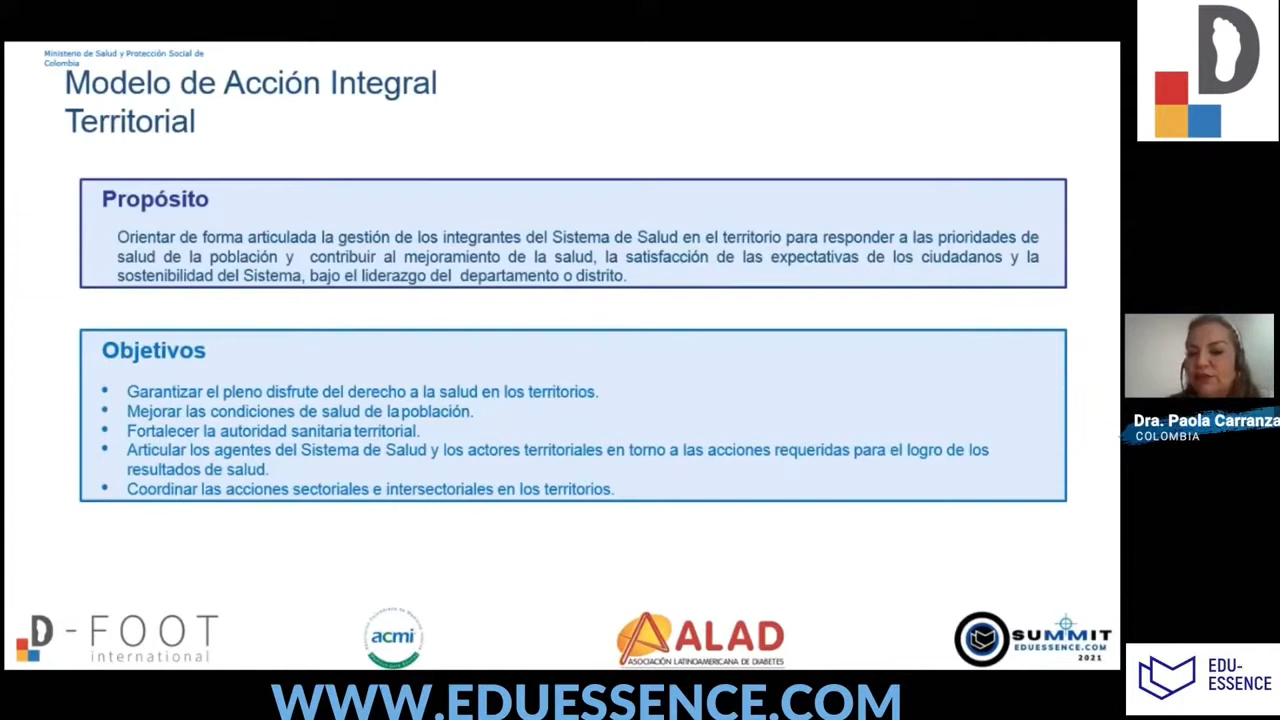 Ministerio de Salud y Protección Social de
Colombia
Modelo de Acción Integral
Territorial
Propósito
Orientar de forma articulada la gestión de los integrantes del Sistema de Salud en el territorio para responder a las prioridades de
salud de la población y contribuir al mejoramiento de la salud, la satisfacción de las expectativas de los ciudadanos y la
sostenibilidad del Sistema, bajo el liderazgo del departamento o distrito.
Objetivos
• Garantizar el pleno disfrute del derecho a la salud en los territorios.
• Mejorar las condiciones de salud de la población.
• Fortalecer la autoridad sanitaria territorial.
• Articular los agentes del Sistema de Salud y los actores territoriales en torno a las acciones requeridas para el logro de los
resultados de salud.
• Coordinar las acciones sectoriales e intersectoriales en los territorios.
D
Dra. Paola Carranza
COLOMBIA
D-FOOT
international
acmi
ALAD
ASOCIACIÓN LATINOAMERICANA DE DIABETES
SUMMIT
EDUESSENCE.COM
2021
EDU-
ESSENCE
WWW.EDUESSENCE.COM